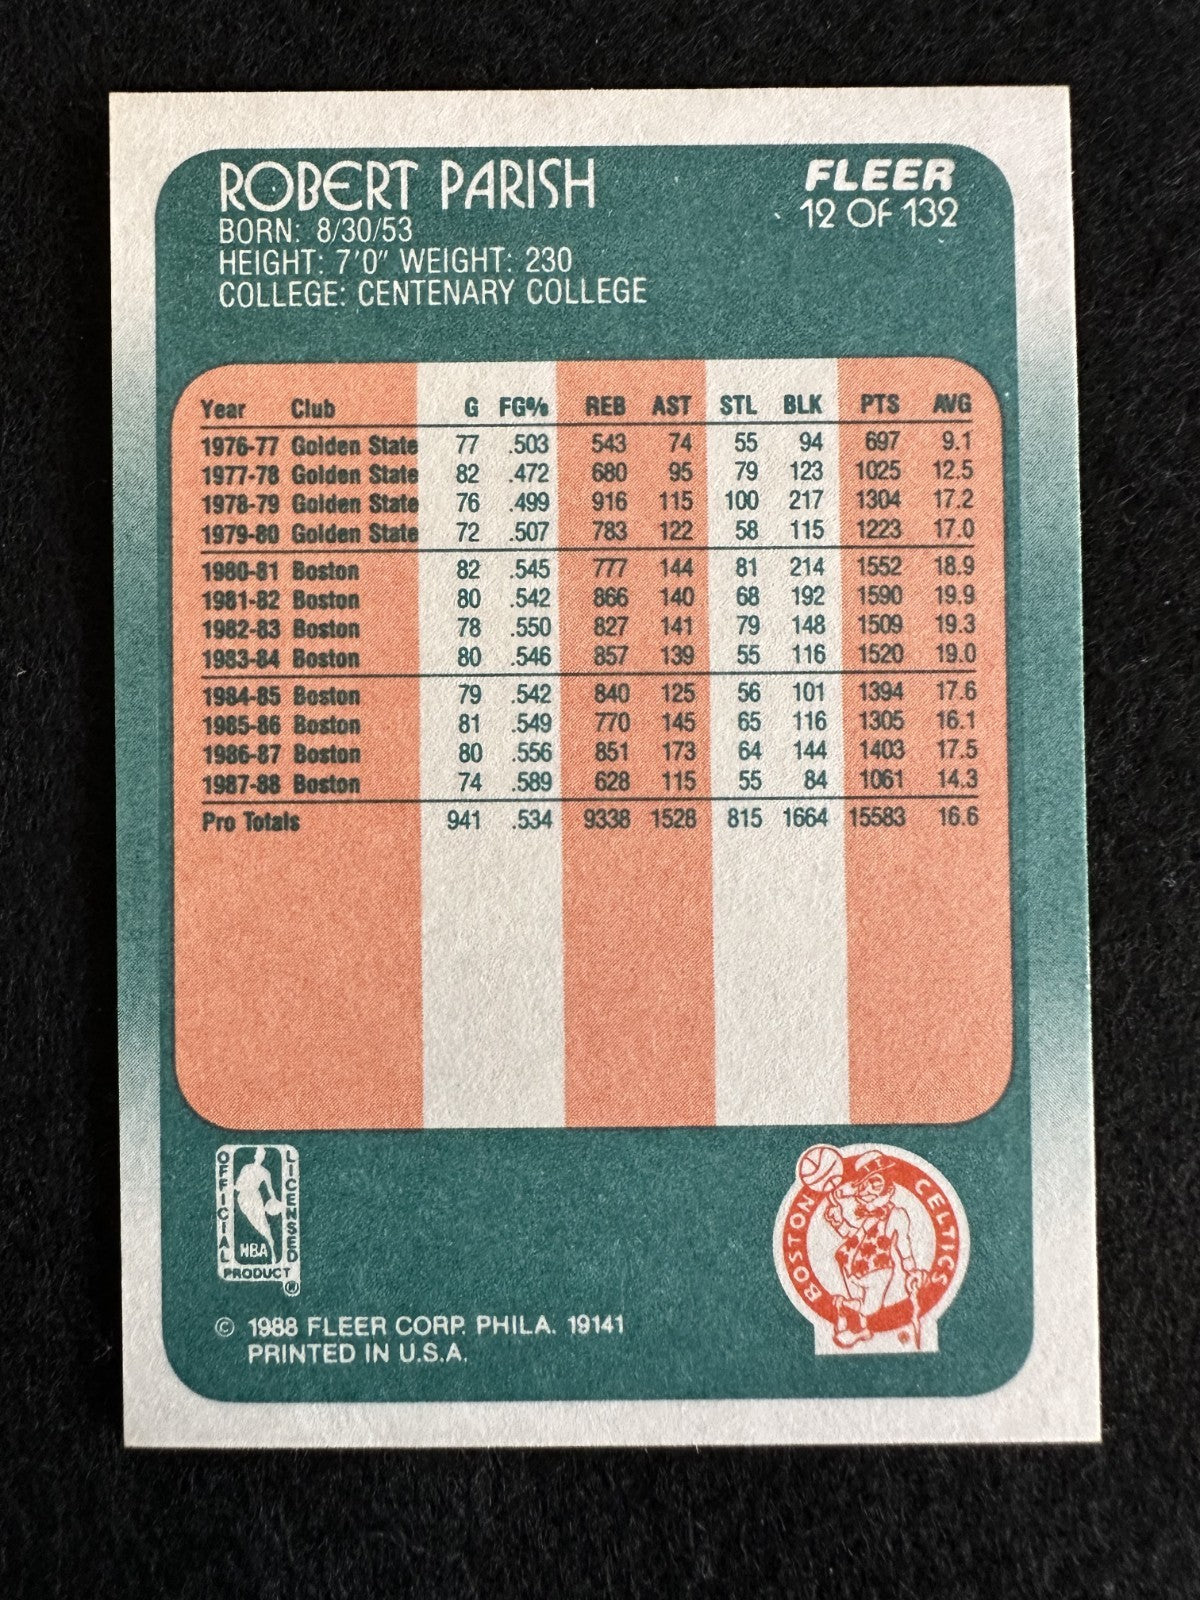 ROBERT PARISH
BORN: 8/30/53
HEIGHT: 7'0" WEIGHT: 230
COLLEGE: CENTENARY COLLEGE
FLEER
12 OF 132
Year Club G FG% REB AST STL BLK PTS AVG
1976-77 Golden State 77 .503 543 74 55 94 697 9.1
1977-78 Golden State 82 .472 680 95 79 123 1025 12.5
1978-79 Golden State 76 .499 916 115 100 217 1304 17.2
1979-80 Golden State 72 .507 783 122 58 115 1223 17.0
1980-81 Boston 82 .545 777 144 81 214 1552 18.9
1981-82 Boston 80 .542 866 140 68 192 1590 19.9
1982-83 Boston 78 .550 827 141 79 148 1509 19.3
1983-84 Boston 80 .546 857 139 55 116 1520 19.0
1984-85 Boston 79 .542 840 125 56 101 1394 17.6
1985-86 Boston 81 .549 770 145 65 116 1305 16.1
1986-87 Boston 80 .556 851 173 64 144 1403 17.5
1987-88 Boston 74 .589 628 115 55 84 1061 14.3
Pro Totals 941 .534 9338 1528 815 1664 15583 16.6
OFFICIAL
LICENSED
NBA
PRODUCT
BOSTON CELTICS
© 1988 FLEER CORP. PHILA. 19141
PRINTED IN U.S.A.